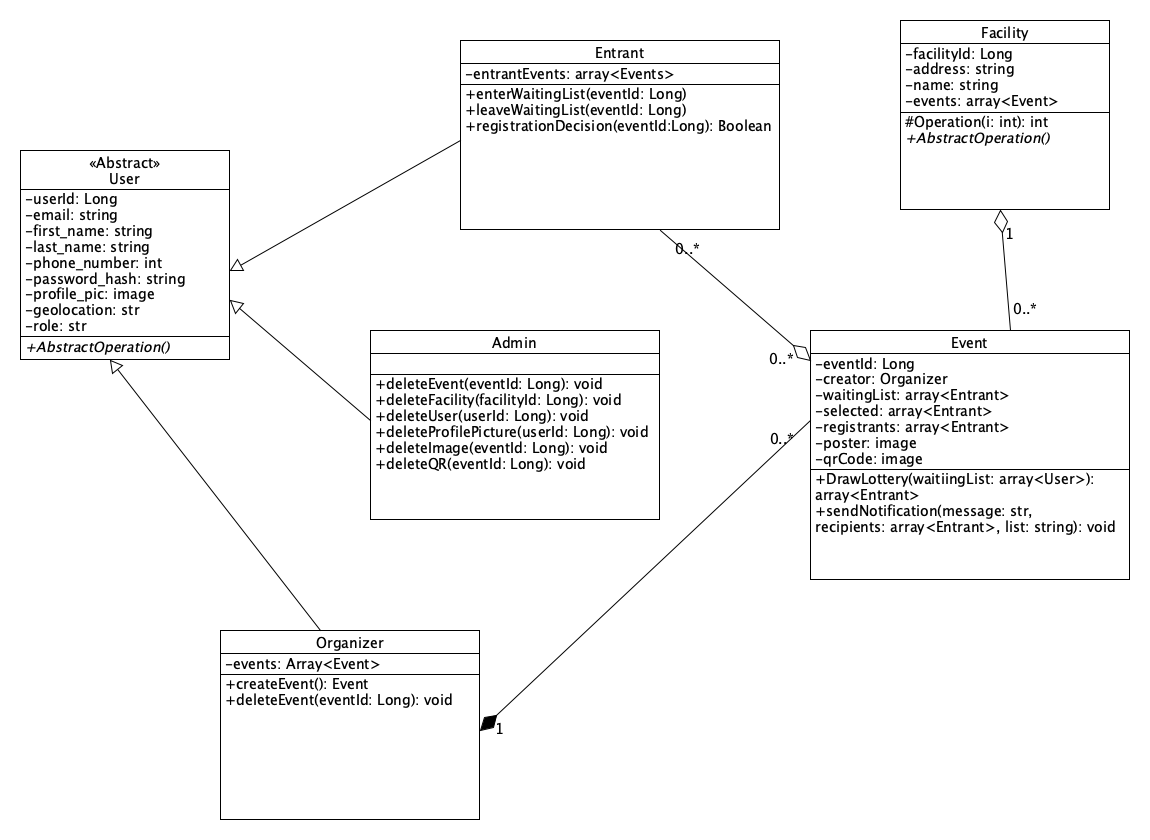 Facility
-facilityId: Long
-address: string
-name: string
-events: array<Event>
#Operation(i: int): int
+AbstractOperation()
Entrant
-entrantEvents: array<Events>
+enterWaitingList(eventId: Long)
+leaveWaitingList(eventId: Long)
+registrationDecision(eventId:Long): Boolean
«Abstract»
User
-userId: Long
-email: string
-first_name: string
-last_name: string
-phone_number: int
-password_hash: string
-profile_pic: image
-geolocation: str
-role: str
+AbstractOperation()
0..*
1
0..*
Admin
+deleteEvent(eventId: Long): void
+deleteFacility(facilityId: Long): void
+deleteUser(userId: Long): void
+deleteProfilePicture(userId: Long): void
+deleteImage(eventId: Long): void
+deleteQR(eventId: Long): void
0..*
0..*
Event
-eventId: Long
-creator: Organizer
-waitingList: array<Entrant>
-selected: array<Entrant>
-registrants: array<Entrant>
-poster: image
-qrCode: image
+DrawLottery(waitiingList: array<User>):
array<Entrant>
+sendNotification(message: str,
recipients: array<Entrant>, list: string): void
Organizer
-events: Array<Event>
+createEvent(): Event
+deleteEvent(eventId: Long): void
1